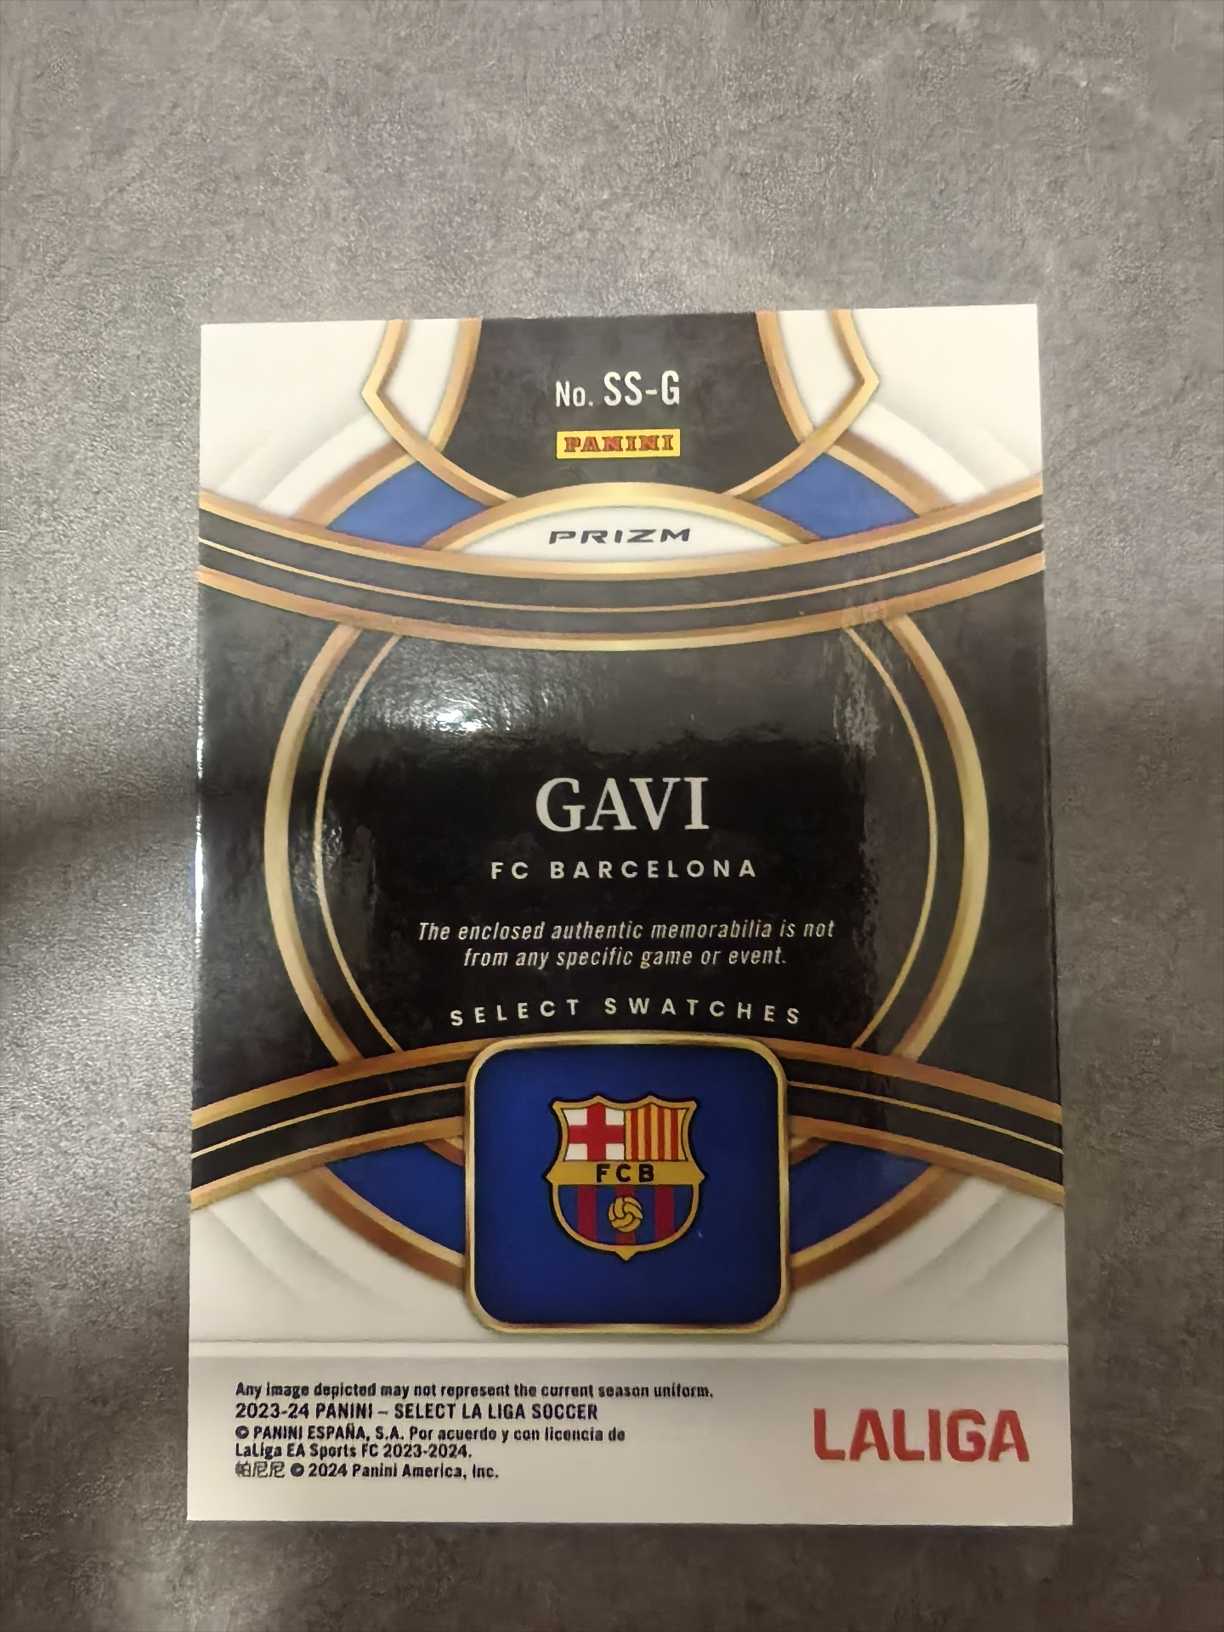 No. SS-G
PANINI
PRIZM
GAVI
FC BARCELONA
The enclosed authentic memorabilia is not
from any specific game or event.
SELECT SWATCHES
FCB
Any image depicted may not represent the current season uniform.
2023-24 PANINI – SELECT LA LIGA SOCCER
© PANINI ESPAÑA, S.A. Por acuerdo y con licencia de
LaLiga EA Sports FC 2023-2024.
帕尼尼 © 2024 Panini America, Inc.
LALIGA